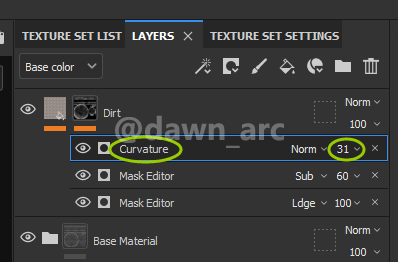 TEXTURE SET LIST LAYERS × TEXTURE SET SETTINGS
Base color
Dirt Norm
100
@dawn_arc
Curvature Norm 31 ×
Mask Editor Sub 60 ×
Mask Editor Ldge 100 ×
Base Material Norm
100